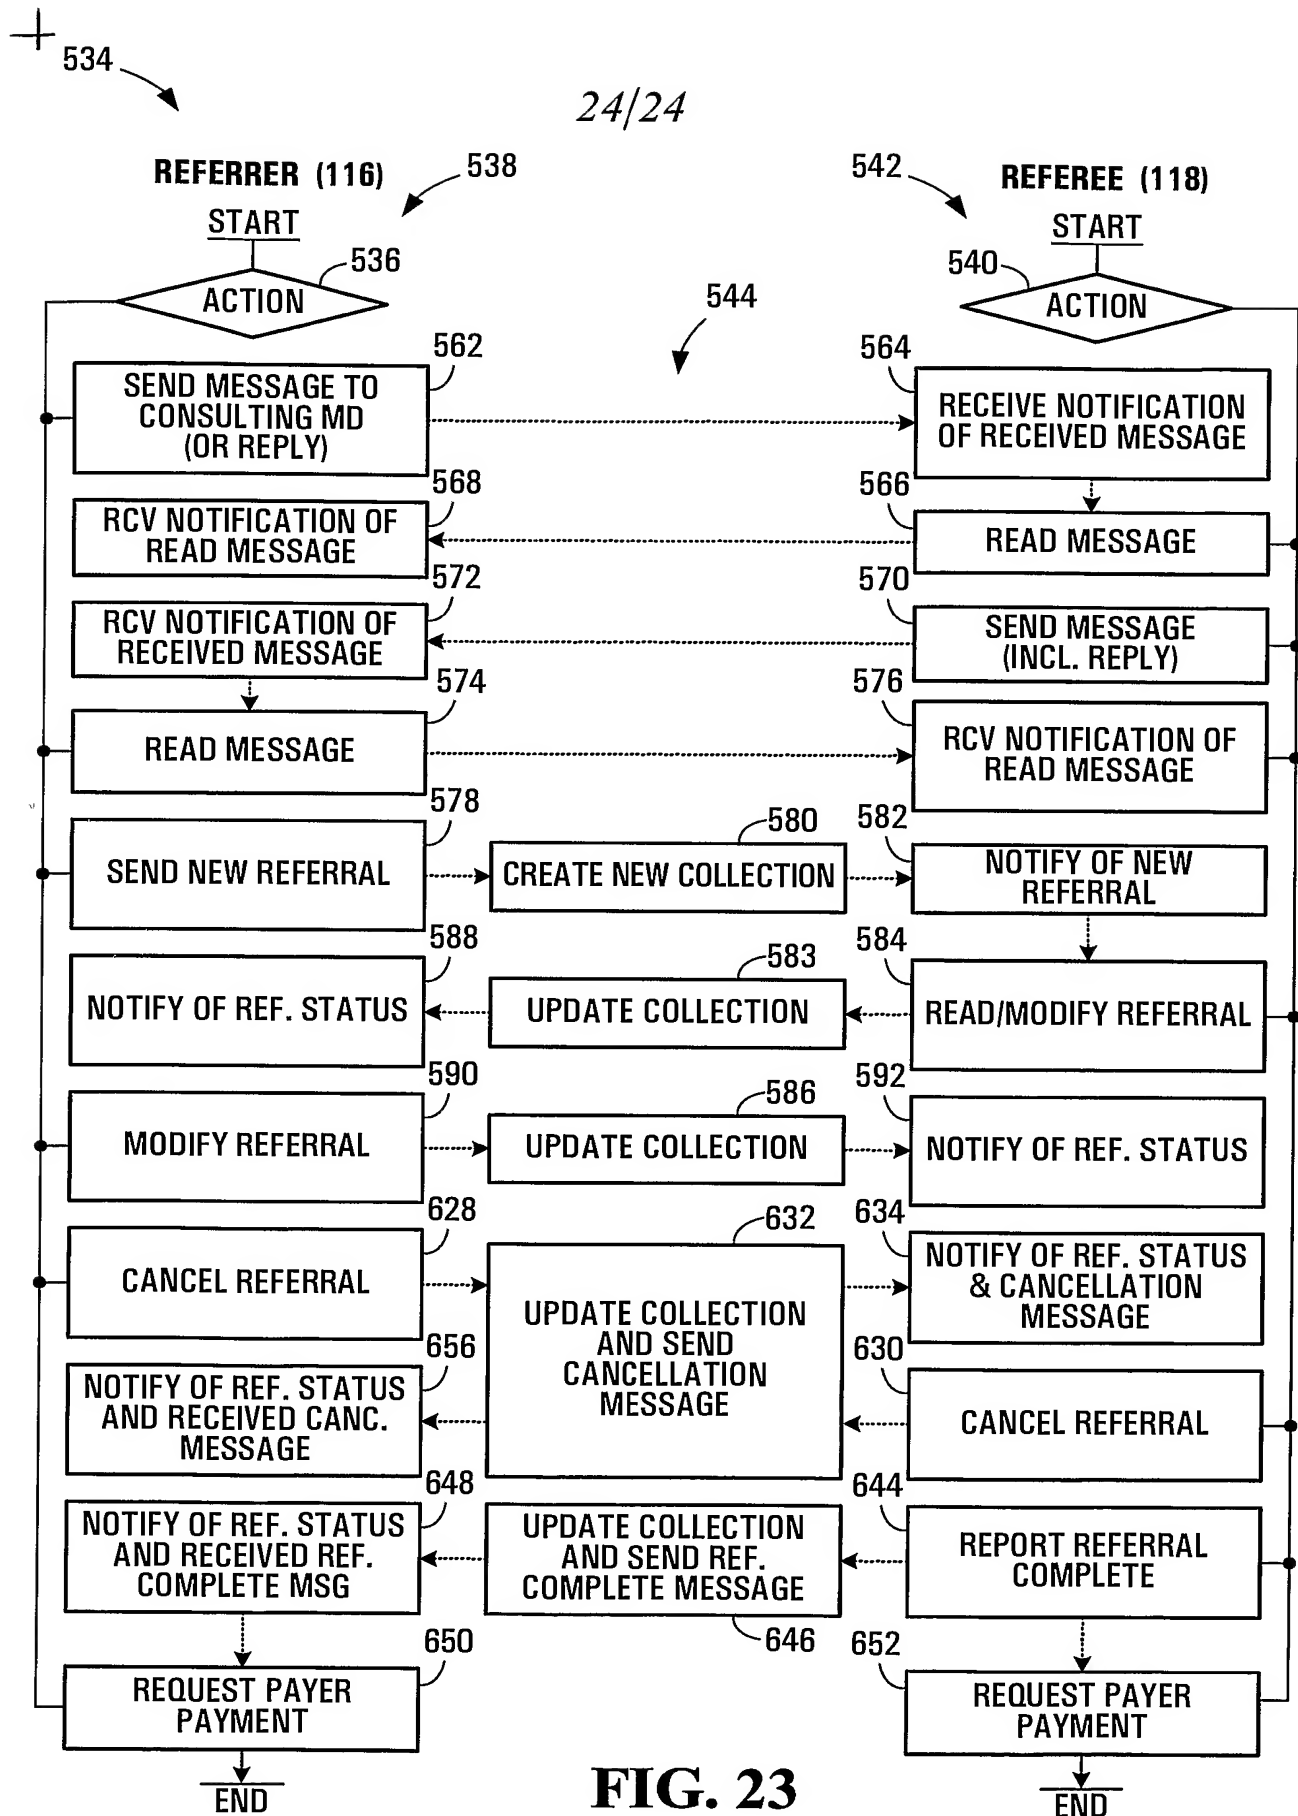 534
24/24
REFERRER (116)
538
542
REFEREE (118)
START
START
536
540
ACTION
ACTION
544
562
564
SEND MESSAGE TO
CONSULTING MD
(OR REPLY)
RECEIVE NOTIFICATION
OF RECEIVED MESSAGE
568
566
RCV NOTIFICATION OF
READ MESSAGE
READ MESSAGE
572
570
RCV NOTIFICATION OF
RECEIVED MESSAGE
SEND MESSAGE
(INCL. REPLY)
574
576
READ MESSAGE
RCV NOTIFICATION OF
READ MESSAGE
578
580
582
SEND NEW REFERRAL
CREATE NEW COLLECTION
NOTIFY OF NEW
REFERRAL
588
583
584
NOTIFY OF REF. STATUS
UPDATE COLLECTION
READ/MODIFY REFERRAL
590
586
592
MODIFY REFERRAL
UPDATE COLLECTION
NOTIFY OF REF. STATUS
628
632
634
CANCEL REFERRAL
UPDATE COLLECTION
AND SEND
CANCELLATION
MESSAGE
NOTIFY OF REF. STATUS
& CANCELLATION
MESSAGE
656
630
NOTIFY OF REF. STATUS
AND RECEIVED CANC.
MESSAGE
CANCEL REFERRAL
648
644
NOTIFY OF REF. STATUS
AND RECEIVED REF.
COMPLETE MSG
UPDATE COLLECTION
AND SEND REF.
COMPLETE MESSAGE
REPORT REFERRAL
COMPLETE
650
646
652
REQUEST PAYER
PAYMENT
REQUEST PAYER
PAYMENT
END
FIG. 23
END